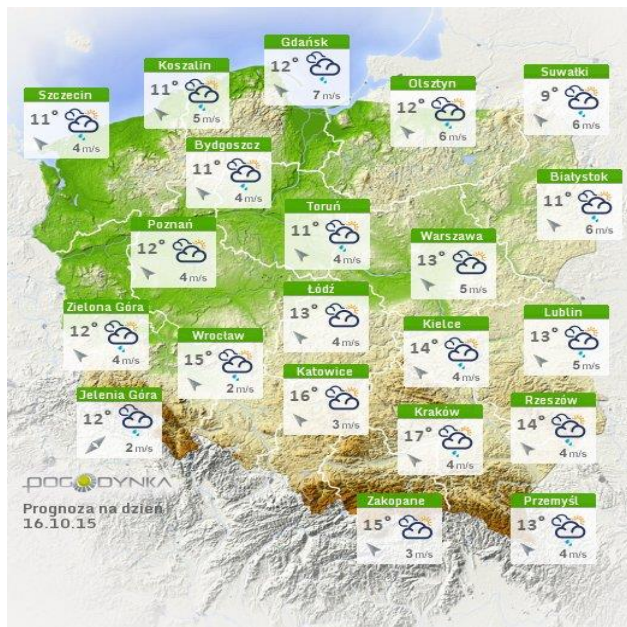 Gdańsk
12°
7 m/s
Koszalin
11°
5 m/s
Suwałki
9°
6 m/s
Olsztyn
12°
6 m/s
Szczecin
11°
4 m/s
Bydgoszcz
11°
4 m/s
Białystok
11°
6 m/s
Toruń
11°
4 m/s
Poznań
12°
4 m/s
Warszawa
13°
5 m/s
Łódź
13°
4 m/s
Zielona Góra
12°
4 m/s
Lublin
13°
5 m/s
Kielce
14°
4 m/s
Wrocław
15°
2 m/s
Katowice
16°
3 m/s
Jelenia Góra
12°
2 m/s
Rzeszów
14°
4 m/s
Kraków
17°
4 m/s
POGODYNKA
Prognoza na dzień
16.10.15
Zakopane
15°
3 m/s
Przemyśl
13°
4 m/s